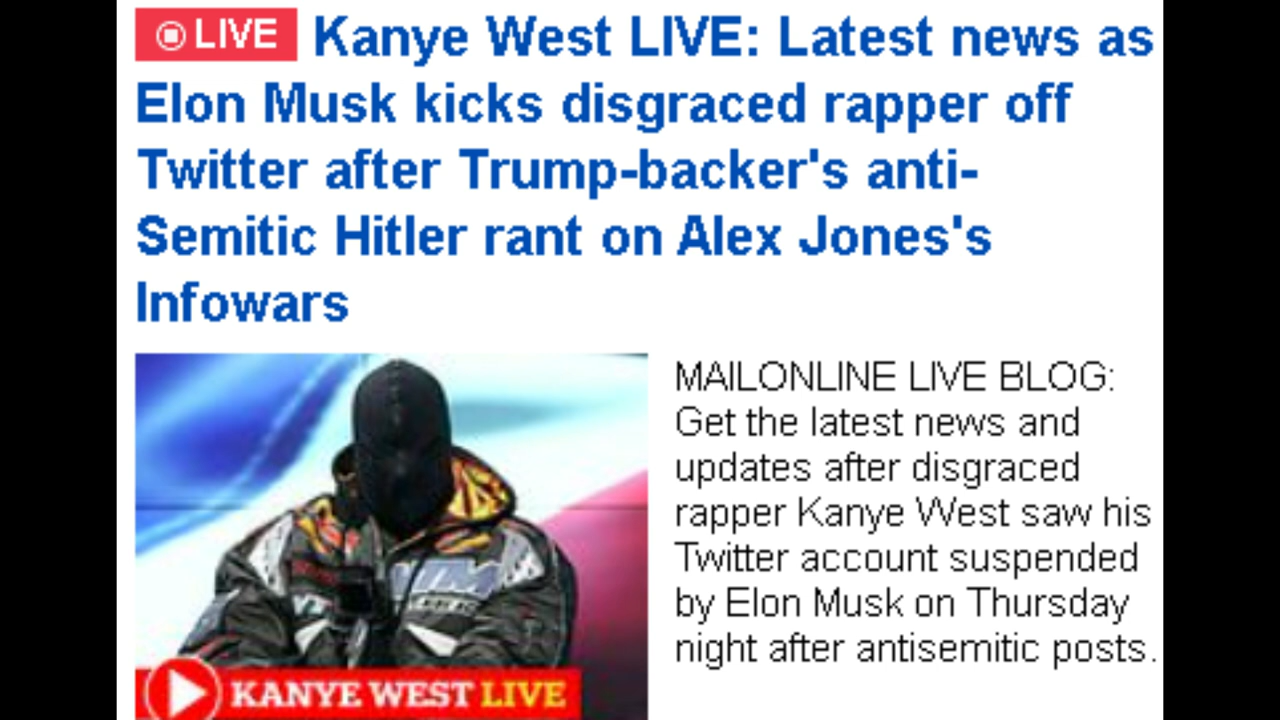 LIVE Kanye West LIVE: Latest news as
Elon Musk kicks disgraced rapper off
Twitter after Trump-backer's anti-
Semitic Hitler rant on Alex Jones's
Infowars
MAILONLINE LIVE BLOG:
Get the latest news and
updates after disgraced
rapper Kanye West saw his
Twitter account suspended
by Elon Musk on Thursday
night after antisemitic posts.
KANYE WEST LIVE